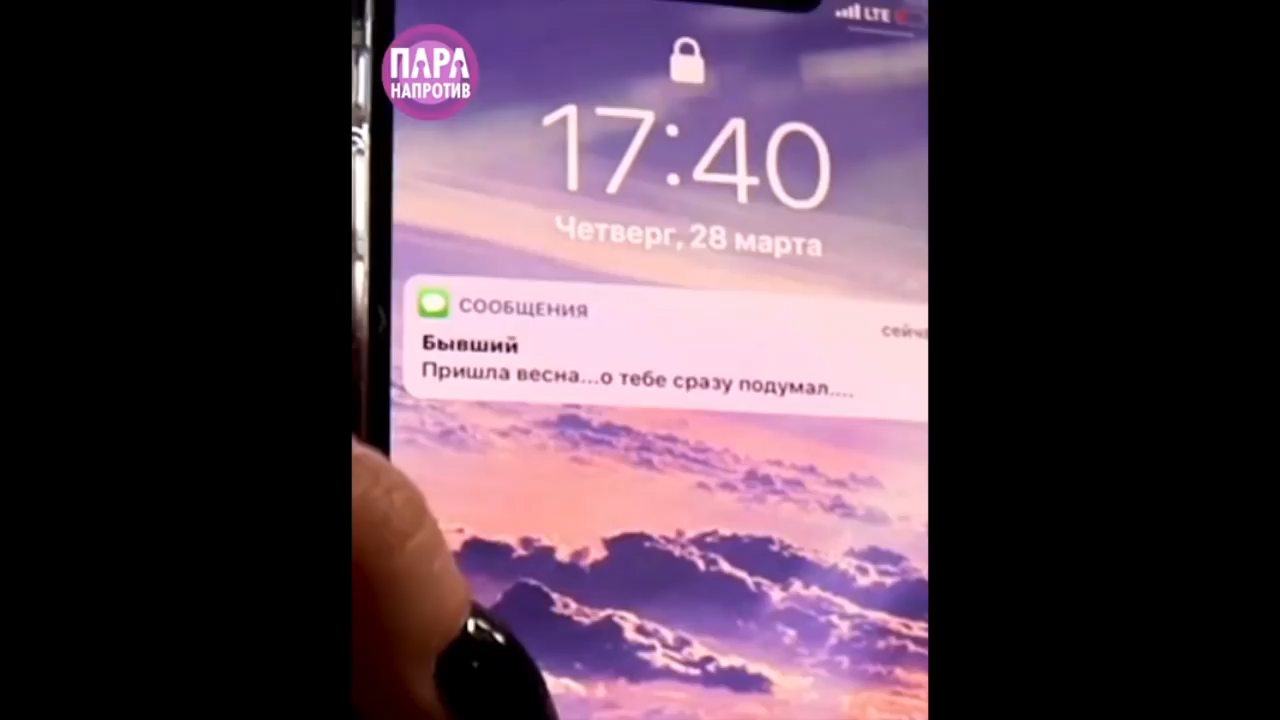 ПАРА
НАПРОТИВ
LTE
17:40
Четверг, 28 марта
СООБЩЕНИЯ
Бывший
Пришла весна...о тебе сразу подумал....